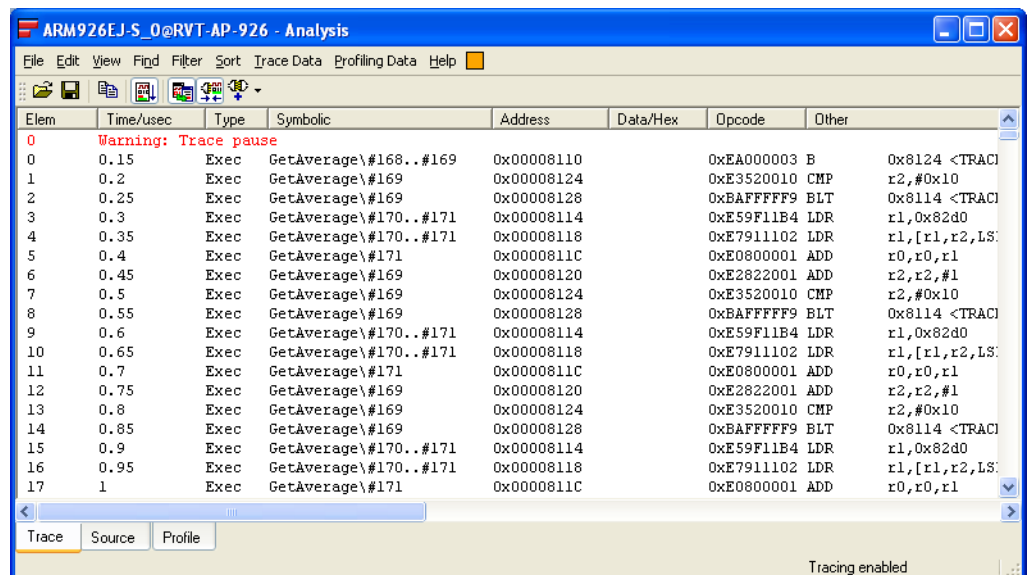 ARM926EJ-S_0@RVT-AP-926 - Analysis
File Edit View Find Filter Sort Trace Data Profiling Data Help
Elem Time/usec Type Symbolic Address Data/Hex Opcode Other
0 Warning: Trace pause
0 0.15 Exec GetAverage\#168..#169 0x00008110 0xEA000003 B 0x8124 <TRAC
1 0.2 Exec GetAverage\#169 0x00008124 0xE3520010 CMP r2,#0x10
2 0.25 Exec GetAverage\#169 0x00008128 0xBAFFFFF9 BLT 0x8114 <TRAC
3 0.3 Exec GetAverage\#170..#171 0x00008114 0xE59F11B4 LDR r1,0x82d0
4 0.35 Exec GetAverage\#170..#171 0x00008118 0xE7911102 LDR r1,[r1,r2,LS
5 0.4 Exec GetAverage\#171 0x0000811C 0xE0800001 ADD r0,r0,r1
6 0.45 Exec GetAverage\#169 0x00008120 0xE2822001 ADD r2,r2,#1
7 0.5 Exec GetAverage\#169 0x00008124 0xE3520010 CMP r2,#0x10
8 0.55 Exec GetAverage\#169 0x00008128 0xBAFFFFF9 BLT 0x8114 <TRAC
9 0.6 Exec GetAverage\#170..#171 0x00008114 0xE59F11B4 LDR r1,0x82d0
10 0.65 Exec GetAverage\#170..#171 0x00008118 0xE7911102 LDR r1,[r1,r2,LS
11 0.7 Exec GetAverage\#171 0x0000811C 0xE0800001 ADD r0,r0,r1
12 0.75 Exec GetAverage\#169 0x00008120 0xE2822001 ADD r2,r2,#1
13 0.8 Exec GetAverage\#169 0x00008124 0xE3520010 CMP r2,#0x10
14 0.85 Exec GetAverage\#169 0x00008128 0xBAFFFFF9 BLT 0x8114 <TRAC
15 0.9 Exec GetAverage\#170..#171 0x00008114 0xE59F11B4 LDR r1,0x82d0
16 0.95 Exec GetAverage\#170..#171 0x00008118 0xE7911102 LDR r1,[r1,r2,LS
17 1 Exec GetAverage\#171 0x0000811C 0xE0800001 ADD r0,r0,r1
Trace Source Profile
Tracing enabled